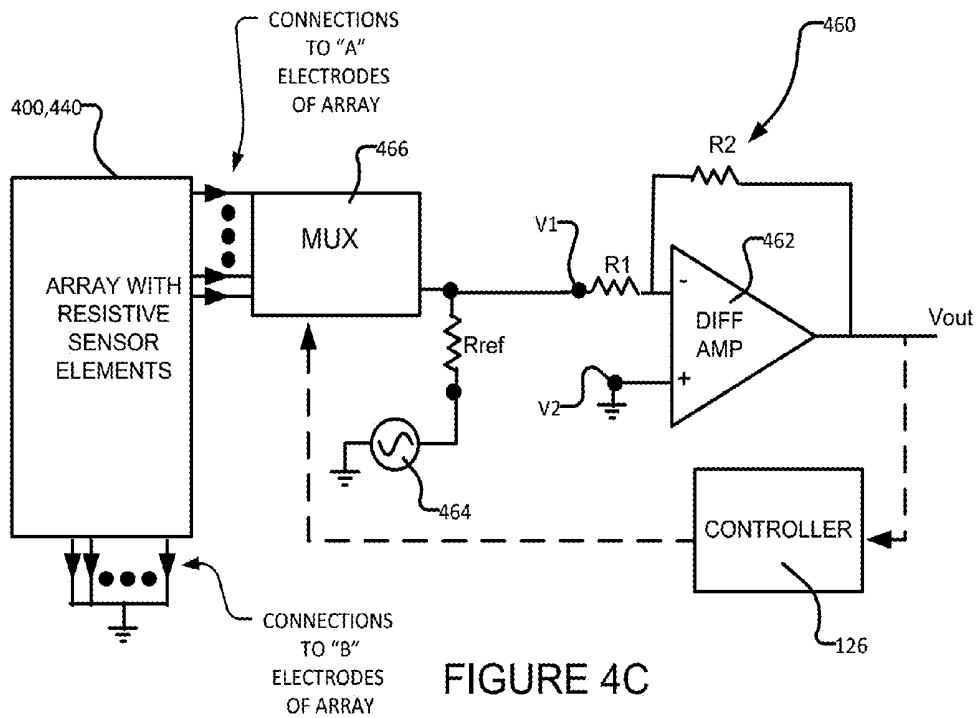 CONNECTIONS
TO "A"
ELECTRODES
OF ARRAY
460
400,440
466
R2
MUX
V1
R1
462
ARRAY WITH
RESISTIVE
SENSOR
ELEMENTS
-
DIFF
AMP
Vout
Rref
V2
+
464
CONTROLLER
CONNECTIONS
TO "B"
ELECTRODES
OF ARRAY
126
FIGURE 4C